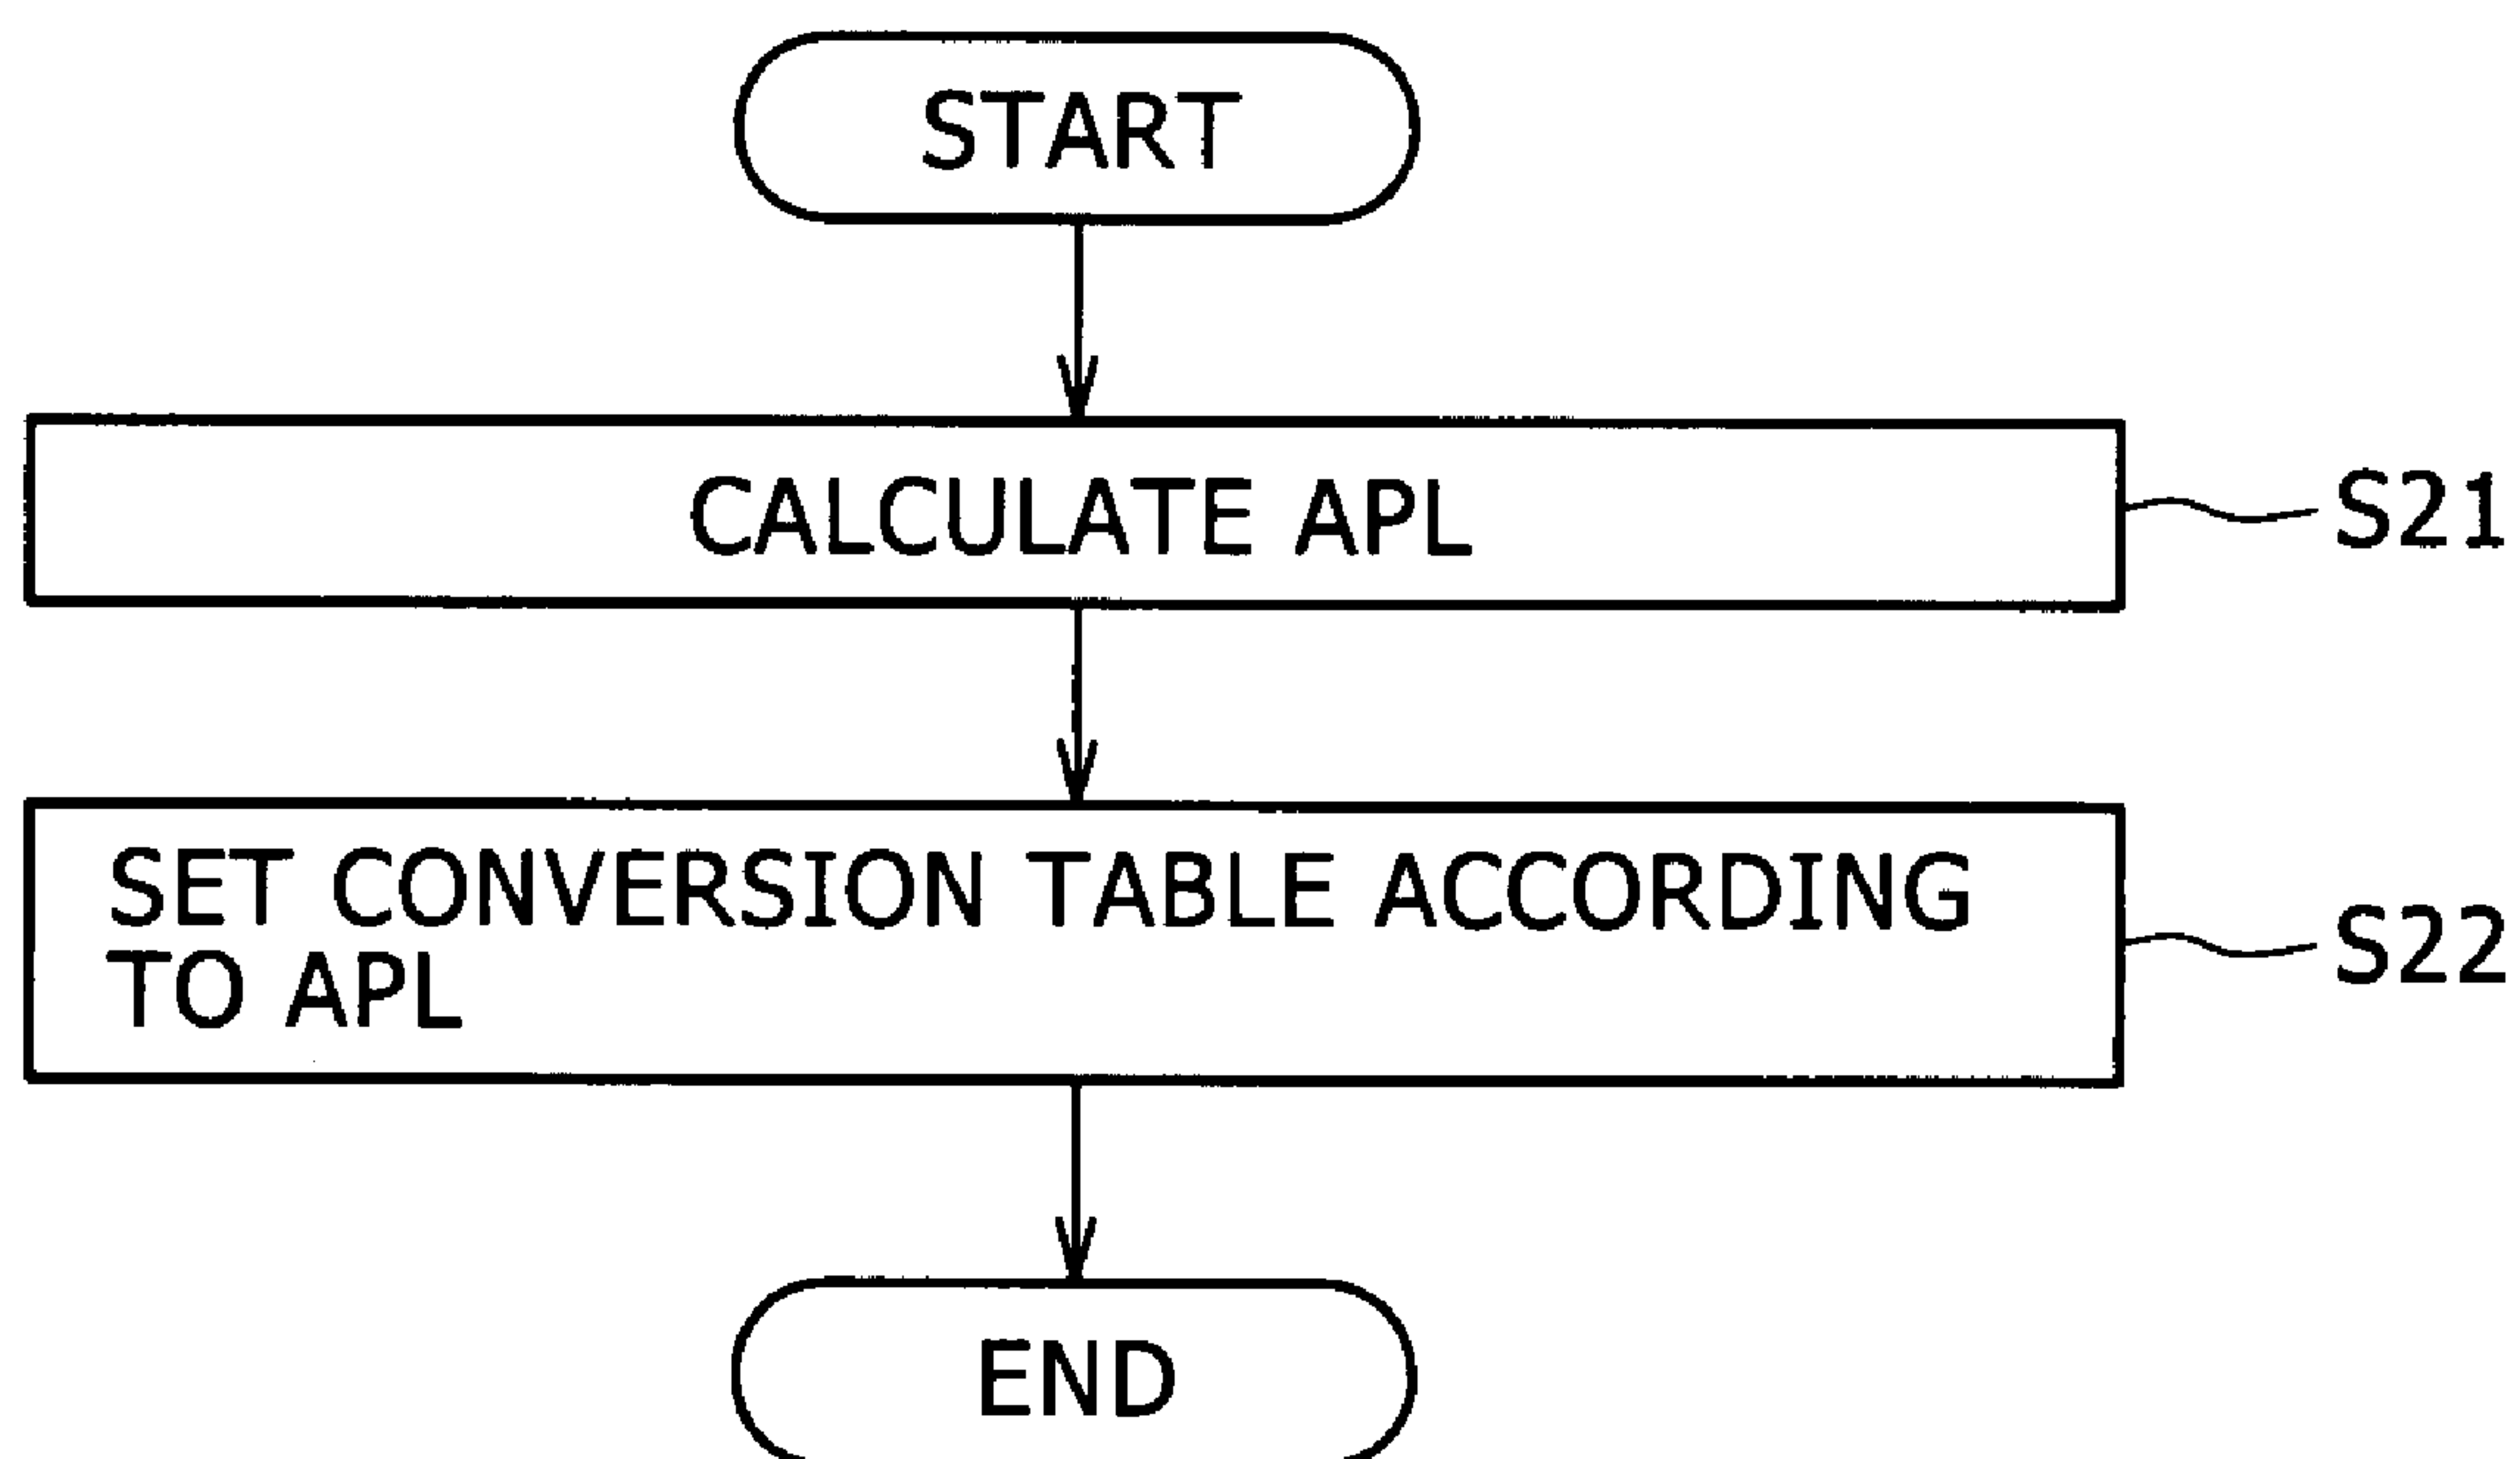 START
CALCULATE APL
S21
SET CONVERSION TABLE ACCORDING
TO APL
S22
END